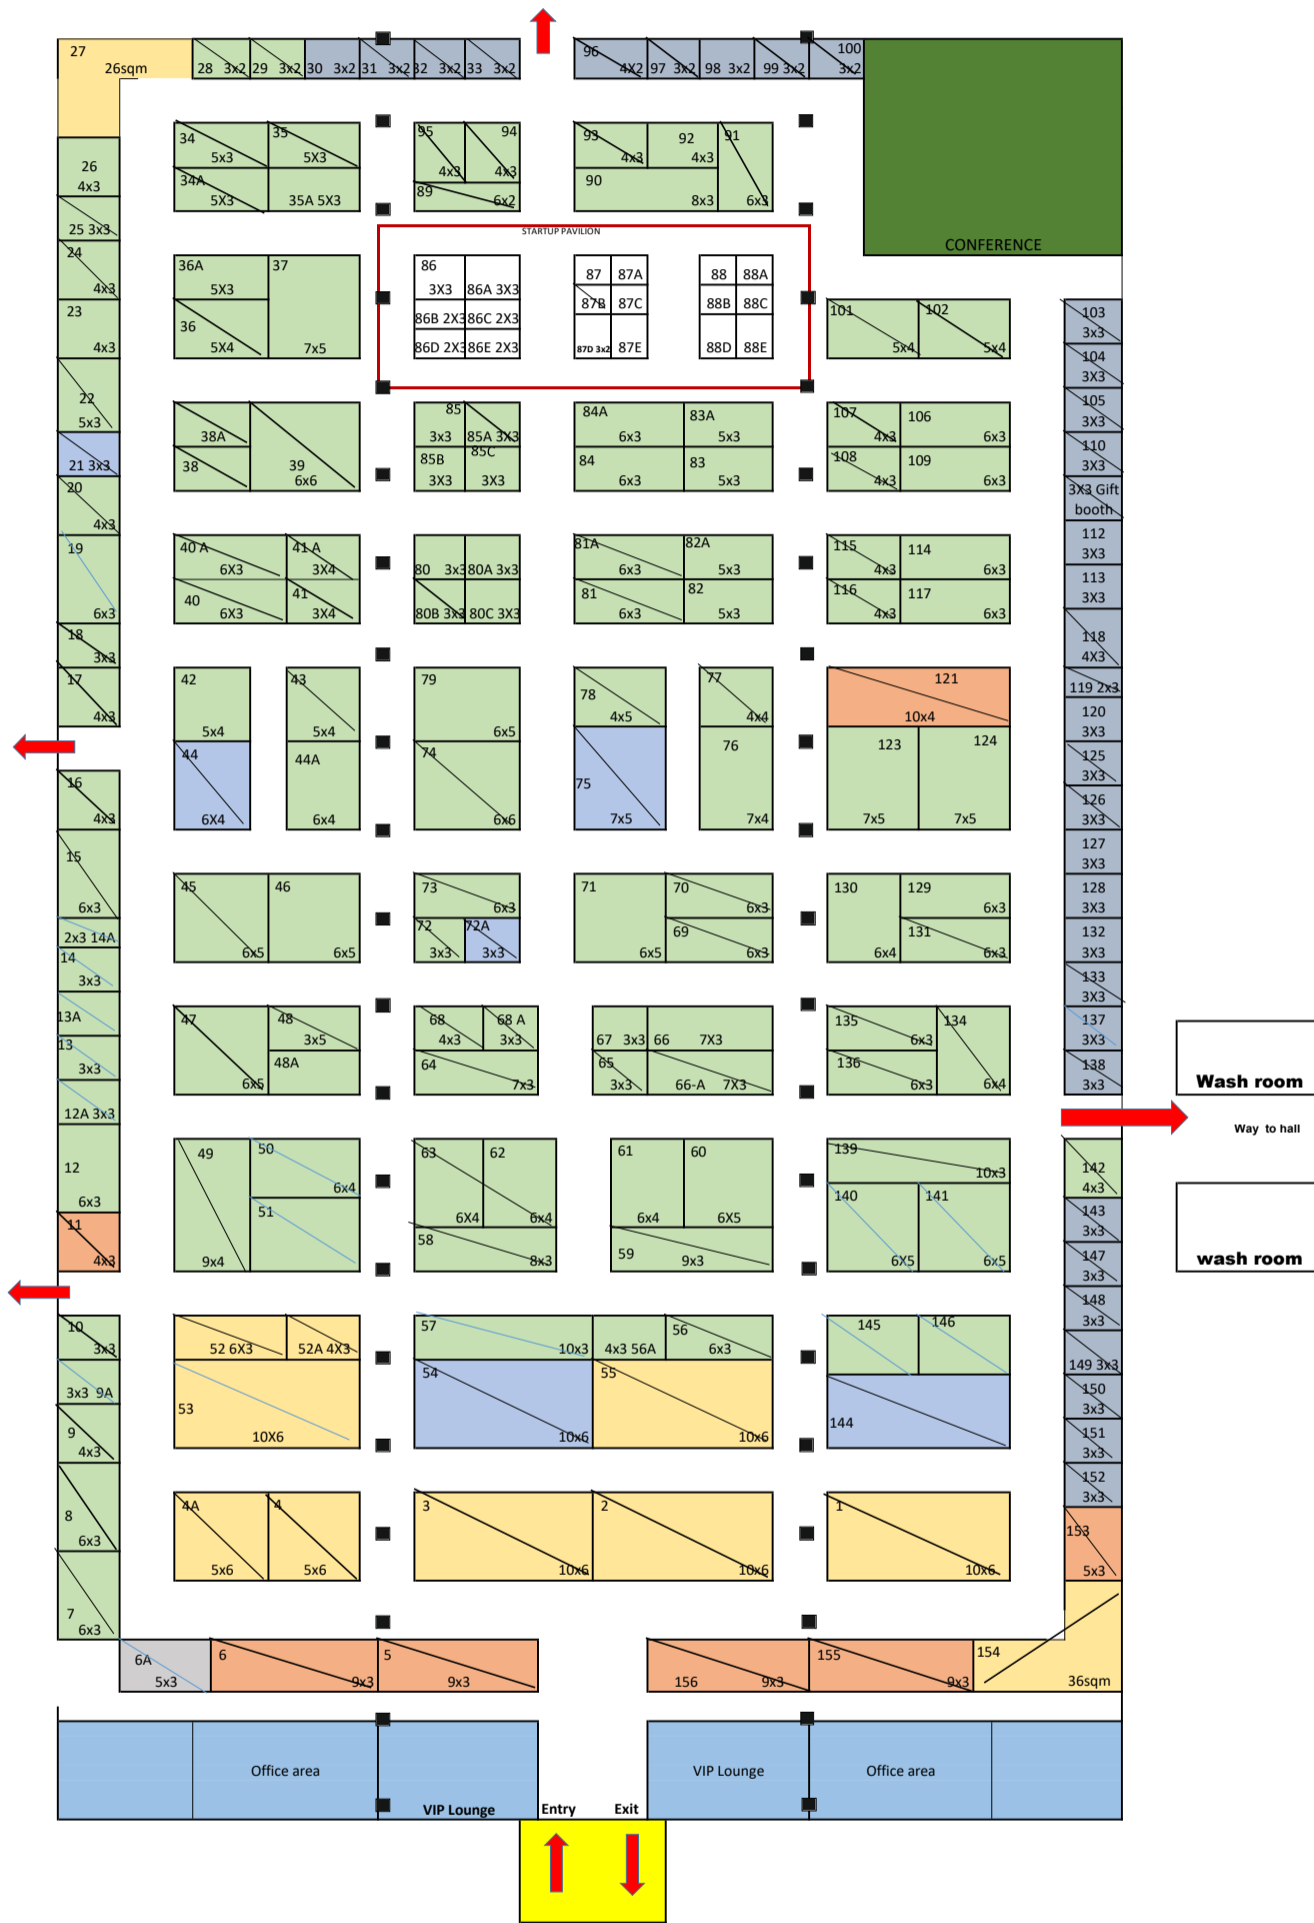 27
26sqm
28 3x2
29 3x2
30 3x2
31 3x2
32 3x2
33 3x2
96
4X2
97 3x2
98 3x2
99 3x2
100
3x2
CONFERENCE
26
4x3
25 3x3
24
4x3
23
4x3
22
5x3
21 3x3
20
4x3
19
6x3
18
3x3
17
4x3
34
5x3
35
5X3
34A
5X3
35A 5X3
95
4x3
94
4x3
89
6x2
93
4x3
92
4x3
91
6x3
90
8x3
STARTUP PAVILION
36A
5X3
37
7x5
36
5X4
86
3X3
86A 3X3
86B 2X3
86C 2X3
86D 2X3
86E 2X3
87
87A
87B
87C
87D 3x2
87E
88
88A
88B
88C
88D
88E
101
5x4
102
5x4
103
3x3
104
3X3
105
3X3
110
3X3
3X3 Gift
booth
112
3X3
113
3X3
118
4X3
119 2x3
120
3X3
125
3X3
126
3X3
127
3X3
128
3X3
132
3X3
133
3X3
137
3X3
138
3x3
38A
38
39
6x6
85
3x3
85A 3X3
85B
3X3
85C
3X3
84A
6x3
83A
5x3
84
6x3
83
5x3
107
4x3
106
6x3
108
4x3
109
6x3
40 A
6X3
41 A
3X4
40
6X3
41
3X4
80 3x3
80A 3x3
80B 3x3
80C 3X3
81A
6x3
82A
5x3
81
6x3
82
5x3
115
4x3
114
6x3
116
4x3
117
6x3
42
5x4
43
5x4
44
6X4
44A
6x4
79
6x5
74
6x6
78
4x5
75
7x5
77
4x4
76
7x4
121
10x4
123
7x5
124
7x5
16
4x3
15
6x3
2x3 14A
14
3x3
13A
13
3x3
12A 3x3
12
6x3
11
4x3
45
6x5
46
6x5
73
6x3
72
3x3
72A
3x3
71
6x5
70
6x3
69
6x3
130
6x4
129
6x3
131
6x3
47
6x5
48
3x5
48A
68
4x3
68 A
3x3
64
7x3
67 3x3
66 7X3
65
3x3
66-A 7X3
135
6x3
134
6x4
136
6x3
Wash room
Way to hall
wash room
49
9x4
50
6x4
51
63
6X4
62
6x4
58
8x3
61
6x4
60
6X5
59
9x3
139
10x3
140
6X5
141
6x5
142
4x3
143
3x3
147
3x3
148
3x3
149 3x3
150
3x3
151
3x3
152
3x3
153
5x3
10
3x3
3x3 9A
9
4x3
8
6x3
7
6x3
52 6X3
52A 4X3
53
10X6
57
10x3
4x3 56A
56
6x3
54
10x6
55
10x6
145
146
144
4A
5x6
4
5x6
3
10x6
2
10x6
1
10x6
6A
5x3
6
9x3
5
9x3
156 9x3
155
9x3
154
36sqm
Office area
VIP Lounge
VIP Lounge
Office area
Entry
Exit